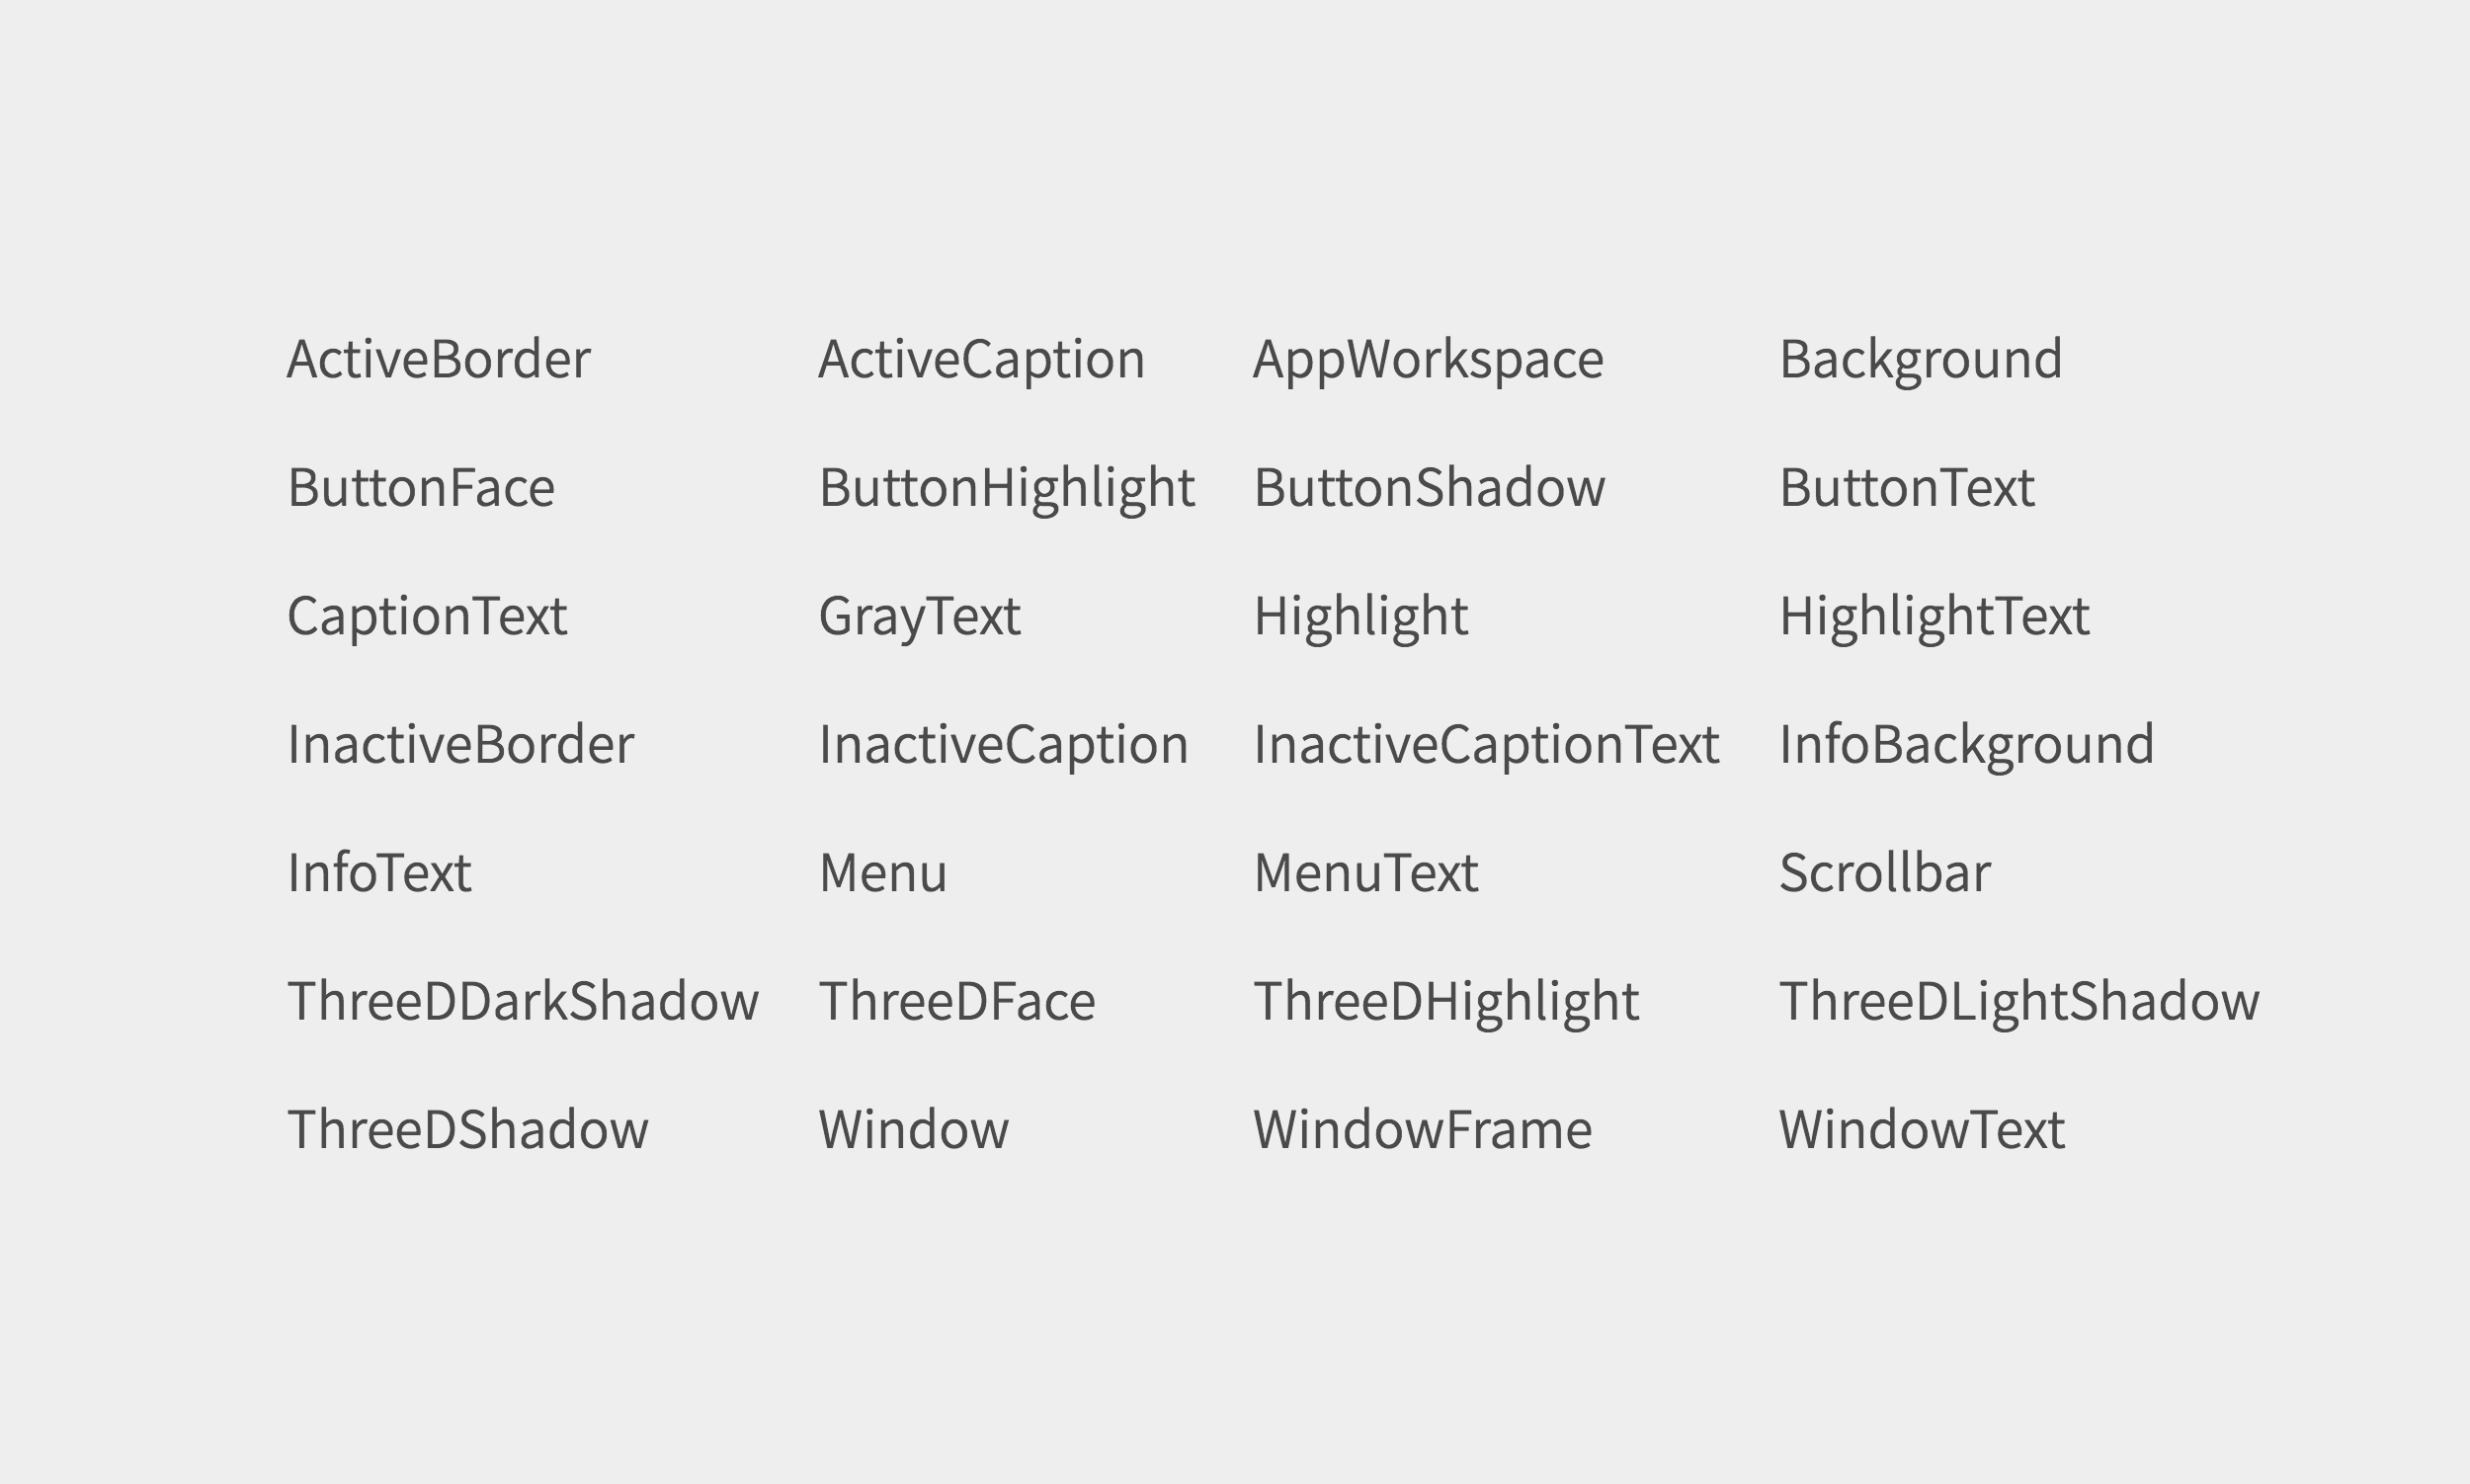 ActiveBorder ActiveCaption AppWorkspace Background
ButtonFace ButtonHighlight ButtonShadow ButtonText
CaptionText GrayText Highlight HighlightText
InactiveBorder InactiveCaption InactiveCaptionText InfoBackground
InfoText Menu MenuText Scrollbar
ThreeDDarkShadow ThreeDFace ThreeDHighlight ThreeDLightShadow
ThreeDShadow Window WindowFrame WindowText